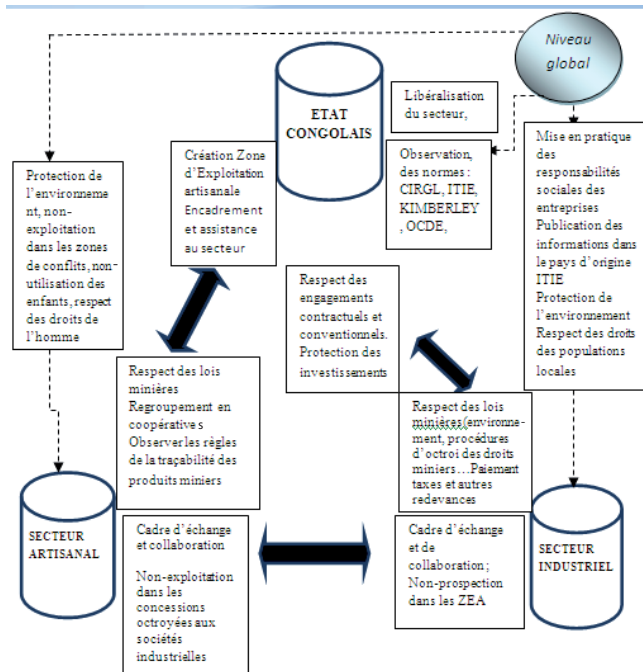 Niveau
global
ETAT
CONGOLAIS
Libéralisation
du secteur,
Observation,
des normes :
CIRGL, ITIE,
KIMBERLEY
, OCDE,
Création Zone
d'Exploitation
artisanale
Encadrement
et assistance
au secteur
Mise en pratique
des
responsabilités
sociales des
entreprises
Publication des
informations dans
le pays d'origine
ITIE
Protection de
l'environnement
Respect des droits
des populations
locales
Protection de
l'environneme
nt, non-
exploitation
dans les zones
de conflits, non-
utilisation des
enfants, respect
des droits de
l'homme
Respect des
engagements
contractuels et
conventionnels.
Protection des
investissements
Respect des lois
minières
Regroupement en
coopératives
Observer les règles
de la traçabilité des
produits miniers
Respect des lois
minières(environne-
ment, procédures
d'octroi des droits
miniers…Paiement
taxes et autres
redevances
SECTEUR
ARTISANAL
Cadre d'échange
et collaboration
Non-exploitation
dans les
concessions
octroyées aux
sociétés
industrielles
Cadre d'échange
et de
collaboration;
Non-prospection
dans les ZEA
SECTEUR
INDUSTRIEL